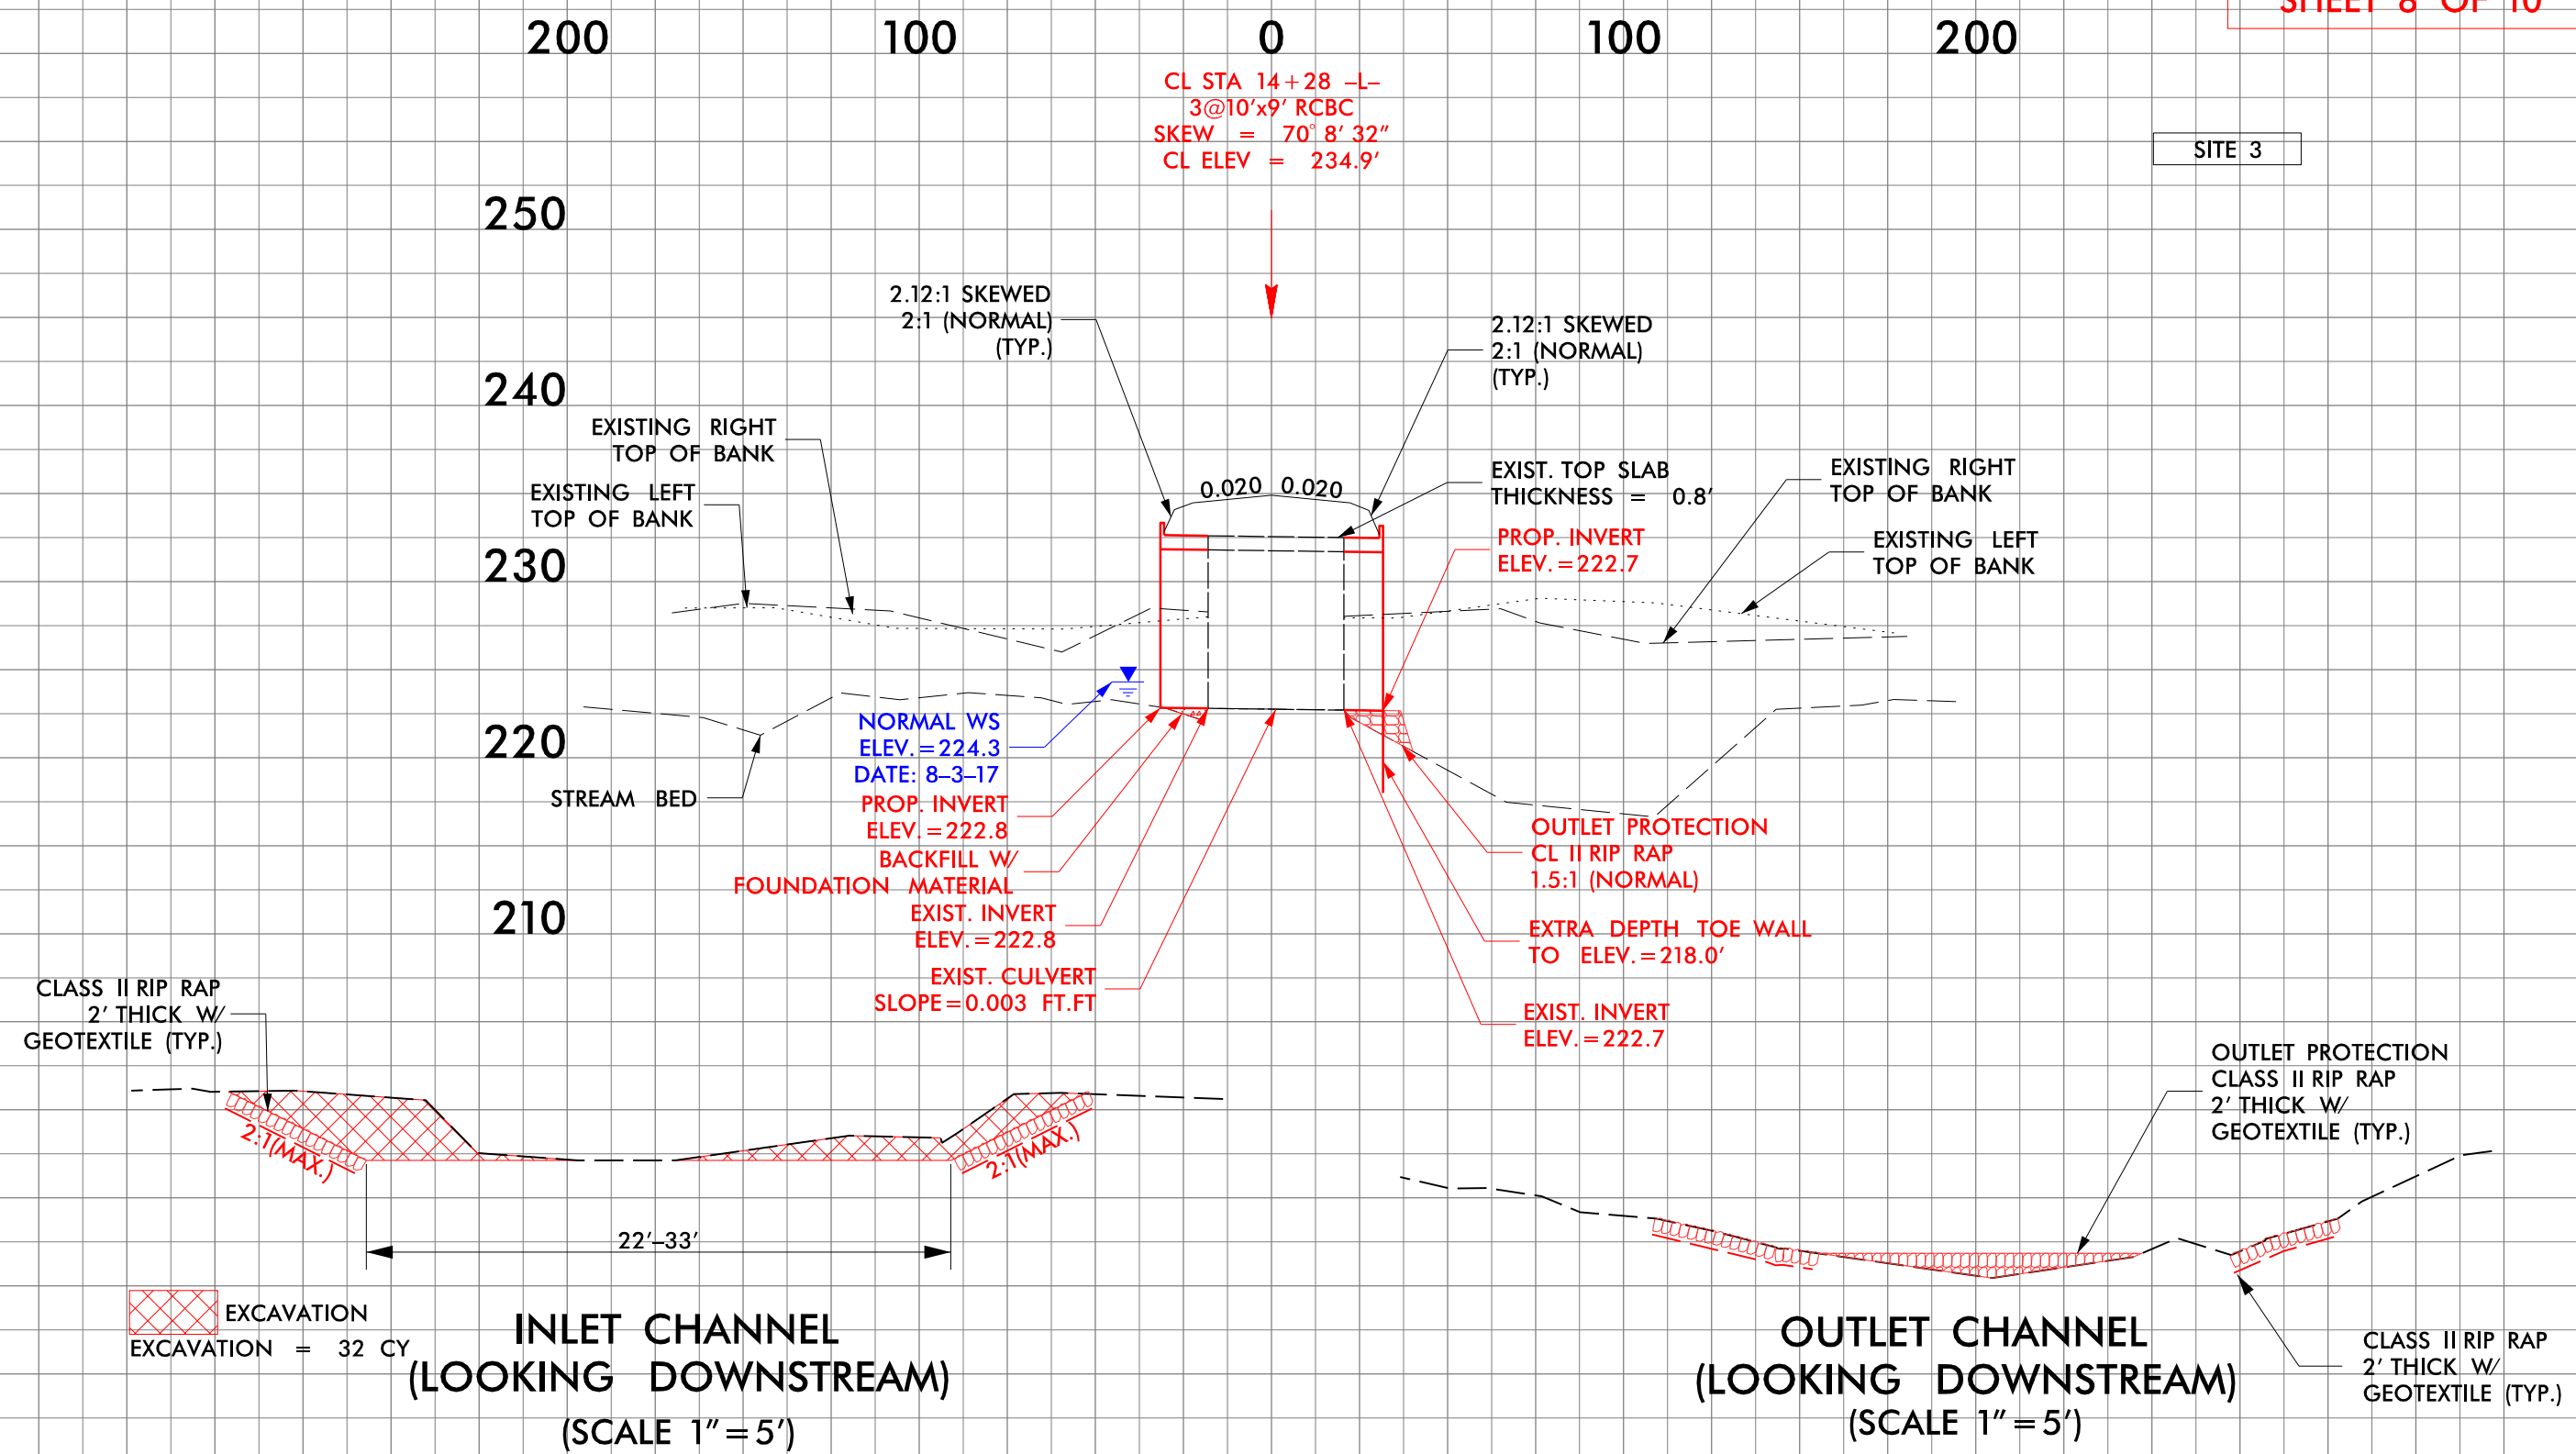 SHEET 8 OF 10
200 100 0 100 200
CL STA 14+28 –L–
3@10'x9' RCBC
SKEW = 70° 8' 32"
CL ELEV = 234.9'
SITE 3
250
240
230
220
210
2.12:1 SKEWED
2:1 (NORMAL)
(TYP.)
2.12:1 SKEWED
2:1 (NORMAL)
(TYP.)
EXISTING RIGHT
TOP OF BANK
EXISTING LEFT
TOP OF BANK
0.020 0.020
EXIST. TOP SLAB
THICKNESS = 0.8'
PROP. INVERT
ELEV.=222.7
EXISTING RIGHT
TOP OF BANK
EXISTING LEFT
TOP OF BANK
NORMAL WS
ELEV.=224.3
DATE: 8–3–17
STREAM BED
PROP. INVERT
ELEV.=222.8
BACKFILL W/
FOUNDATION MATERIAL
EXIST. INVERT
ELEV.=222.8
EXIST. CULVERT
SLOPE=0.003 FT.FT
OUTLET PROTECTION
CL II RIP RAP
1.5:1 (NORMAL)
EXTRA DEPTH TOE WALL
TO ELEV.=218.0'
EXIST. INVERT
ELEV.=222.7
CLASS II RIP RAP
2' THICK W/
GEOTEXTILE (TYP.)
2:1(MAX.)
2:1(MAX.)
22'–33'
EXCAVATION
EXCAVATION = 32 CY
INLET CHANNEL
(LOOKING DOWNSTREAM)
(SCALE 1"=5')
OUTLET PROTECTION
CLASS II RIP RAP
2' THICK W/
GEOTEXTILE (TYP.)
OUTLET CHANNEL
(LOOKING DOWNSTREAM)
(SCALE 1"=5')
CLASS II RIP RAP
2' THICK W/
GEOTEXTILE (TYP.)